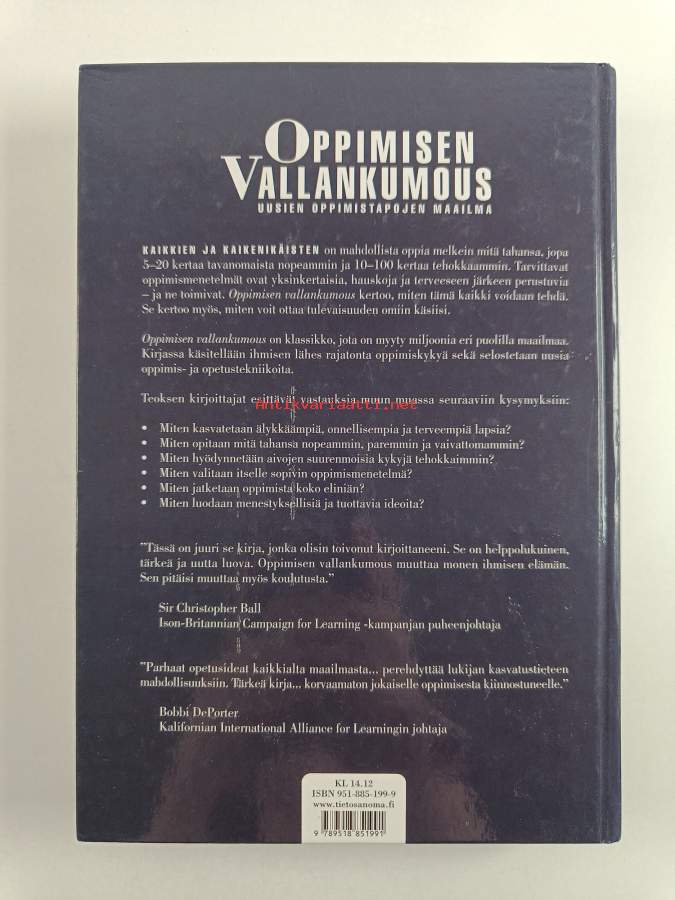 OPPIMISEN
VALLANKUMOUS
UUSIEN OPPIMISTAPOJEN MAAILMA
KAIKKIEN JA KAIKENIKÄISTEN on mahdollista oppia melkein mitä tahansa, jopa
5–20 kertaa tavanomaista nopeammin ja 10–100 kertaa tehokkaammin. Tarvittavat
oppimismenetelmät ovat yksinkertaisia, hauskoja ja terveeseen järkeen perustuvia
– ja ne toimivat. Oppimisen vallankumous kertoo, miten tämä kaikki voidaan tehdä.
Se kertoo myös, miten voit ottaa tulevaisuuden omiin käsiisi.
Oppimisen vallankumous on klassikko, jota on myyty miljoonia eri puolilla maailmaa.
Kirjassa käsitellään ihmisen lähes rajatonta oppimiskykyä sekä selostetaan uusia
oppimis- ja opetustekniikoita.
Teoksen kirjoittajat esittävät vastauksia muun muassa seuraaviin kysymyksiin:
Antikvariaatti.net
• Miten kasvatetaan älykkäämpiä, onnellisempia ja terveempiä lapsia?
• Miten opitaan mitä tahansa nopeammin, paremmin ja vaivattomammin?
• Miten hyödynnetään aivojen suurenmoisia kykyjä tehokkaimmin?
• Miten valitaan itselle sopivin oppimismenetelmä?
• Miten jatketaan oppimista koko eliniän?
• Miten luodaan menestyksellisiä ja tuottavia ideoita?
”Tässä on juuri se kirja, jonka olisin toivonut kirjoittaneeni. Se on helppolukuinen,
tärkeä ja uutta luova. Oppimisen vallankumous muuttaa monen ihmisen elämän.
Sen pitäisi muuttaa myös koulutusta.”
Sir Christopher Ball
Ison-Britannian Campaign for Learning -kampanjan puheenjohtaja
”Parhaat opetusideat kaikkialta maailmasta... perehdyttää lukijan kasvatustieteen
mahdollisuuksiin. Tärkeä kirja... korvaamaton jokaiselle oppimisesta kiinnostuneelle.”
Bobbi DePorter
Kalifornian International Alliance for Learningin johtaja
KL 14.12
ISBN 951-885-199-9
www.tietosanoma.fi
9 789518 851991